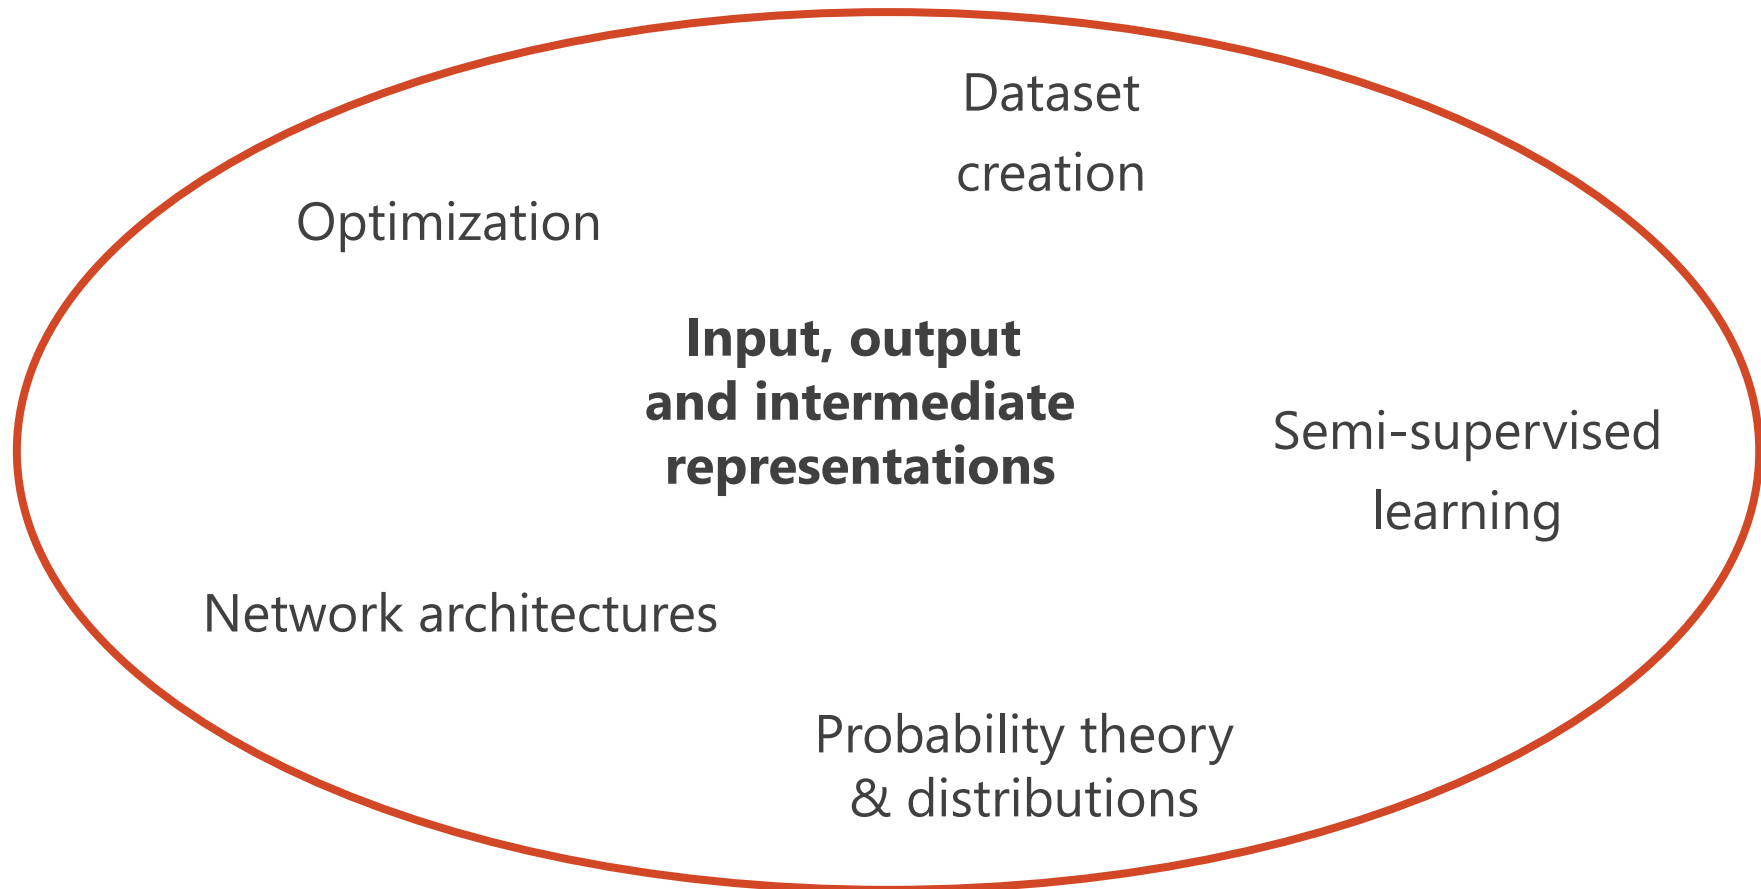 Dataset
creation
Optimization
Input, output
and intermediate
representations
Semi-supervised
learning
Network architectures
Probability theory
& distributions